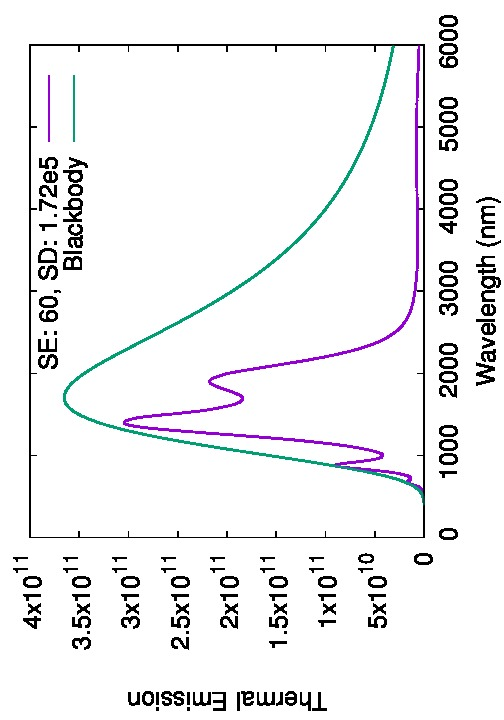 4x10^11
3.5x10^11
3x10^11
2.5x10^11
2x10^11
1.5x10^11
1x10^11
5x10^10
0
0 1000 2000 3000 4000 5000 6000
Thermal Emission
Wavelength (nm)
SE: 60, SD: 1.72e5
Blackbody